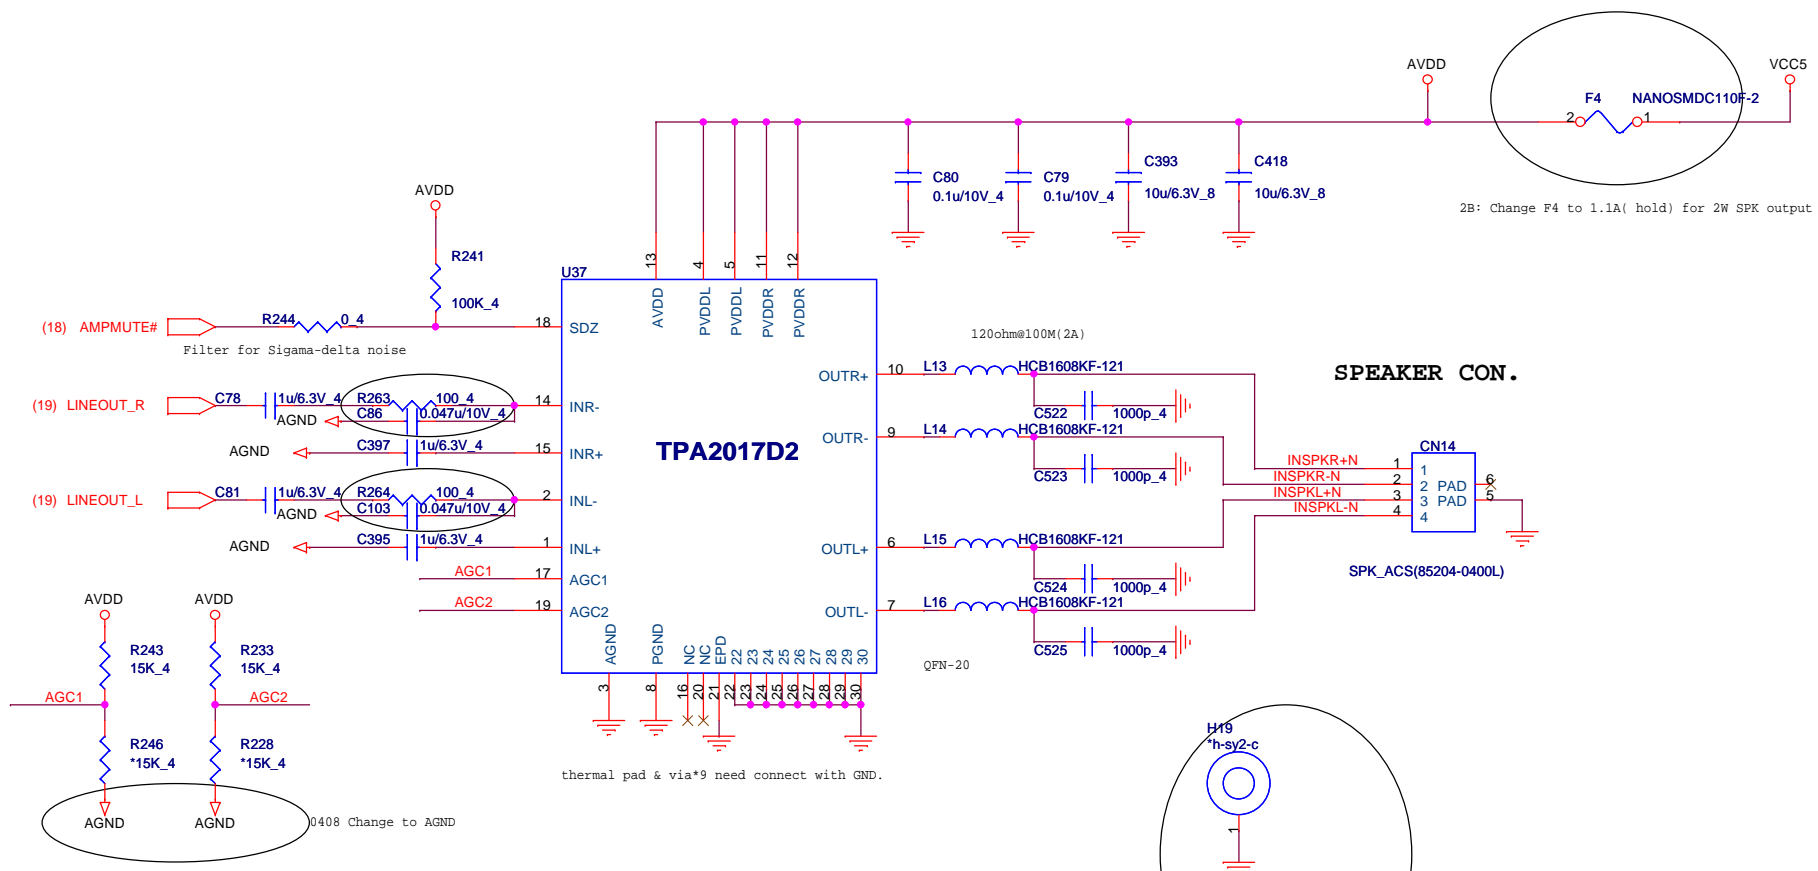 AVDD
VCC5
F4
NANOSMDC110F-2
2
1
C80
0.1u/10V_4
C79
0.1u/10V_4
C393
10u/6.3V_8
C418
10u/6.3V_8
2B: Change F4 to 1.1A( hold) for 2W SPK output
AVDD
R241
100K_4
U37
13
4
5
11
12
AVDD
PVDDL
PVDDL
PVDDR
PVDDR
(18) AMPMUTE#
R244
0_4
18
SDZ
Filter for Sigama-delta noise
120ohm@100M(2A)
OUTR+
10
L13
HCB1608KF-121
SPEAKER CON.
(19) LINEOUT_R
C78
1u/6.3V_4
R263
100_4
14
INR-
AGND
C86
0.047u/10V_4
C522
1000p_4
OUTR-
9
L14
HCB1608KF-121
AGND
C397
1u/6.3V_4
15
INR+
TPA2017D2
CN14
C523
1000p_4
INSPKR+N
1
1
INSPKR-N
2
2
PAD
6
INSPKL+N
3
3
PAD
5
INSPKL-N
4
4
(19) LINEOUT_L
C81
1u/6.3V_4
R264
100_4
2
INL-
AGND
C103
0.047u/10V_4
AGND
C395
1u/6.3V_4
1
INL+
OUTL+
6
L15
HCB1608KF-121
SPK_ACS(85204-0400L)
AGC1
17
AGC1
C524
1000p_4
AGC2
19
AGC2
OUTL-
7
L16
HCB1608KF-121
AVDD
AVDD
R243
15K_4
R233
15K_4
AGND
PGND
NC
NC
EPD
22
23
24
25
26
27
28
29
30
C525
1000p_4
QFN-20
3
8
16
20
21
22
23
24
25
26
27
28
29
30
AGC1
AGC2
R246
*15K_4
R228
*15K_4
H19
*h-sy2-c
thermal pad & via*9 need connect with GND.
AGND
AGND
0408 Change to AGND
1